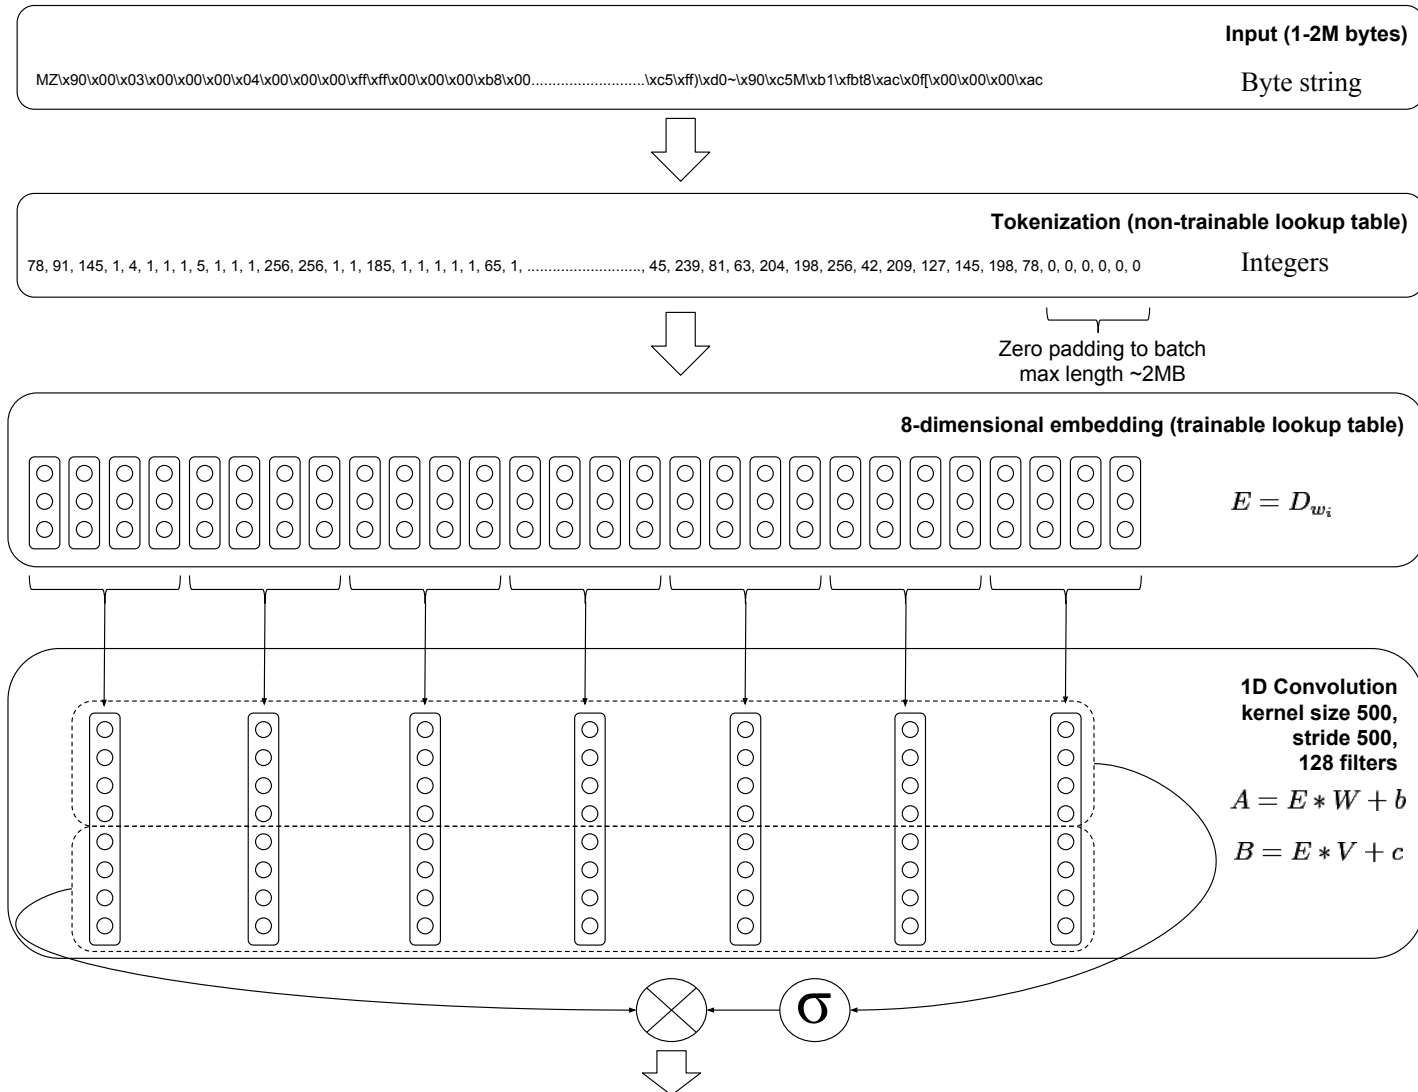 Input (1-2M bytes)
MZ\x90\x00\x03\x00\x00\x00\x04\x00\x00\x00\xff\xff\x00\x00\x00\xb8\x00...........................\xc5\xff)\xd0~\x90\xc5M\xb1\xfbt8\xac\x0f[\x00\x00\x00\xac
Byte string
Tokenization (non-trainable lookup table)
78, 91, 145, 1, 4, 1, 1, 1, 5, 1, 1, 1, 256, 256, 1, 1, 185, 1, 1, 1, 1, 1, 65, 1, ..........................., 45, 239, 81, 63, 204, 198, 256, 42, 209, 127, 145, 198, 78, 0, 0, 0, 0, 0, 0
Integers
Zero padding to batch
max length ~2MB
8-dimensional embedding (trainable lookup table)
E = D_{w_i}
1D Convolution
kernel size 500,
stride 500,
128 filters
A = E * W + b
B = E * V + c
σ